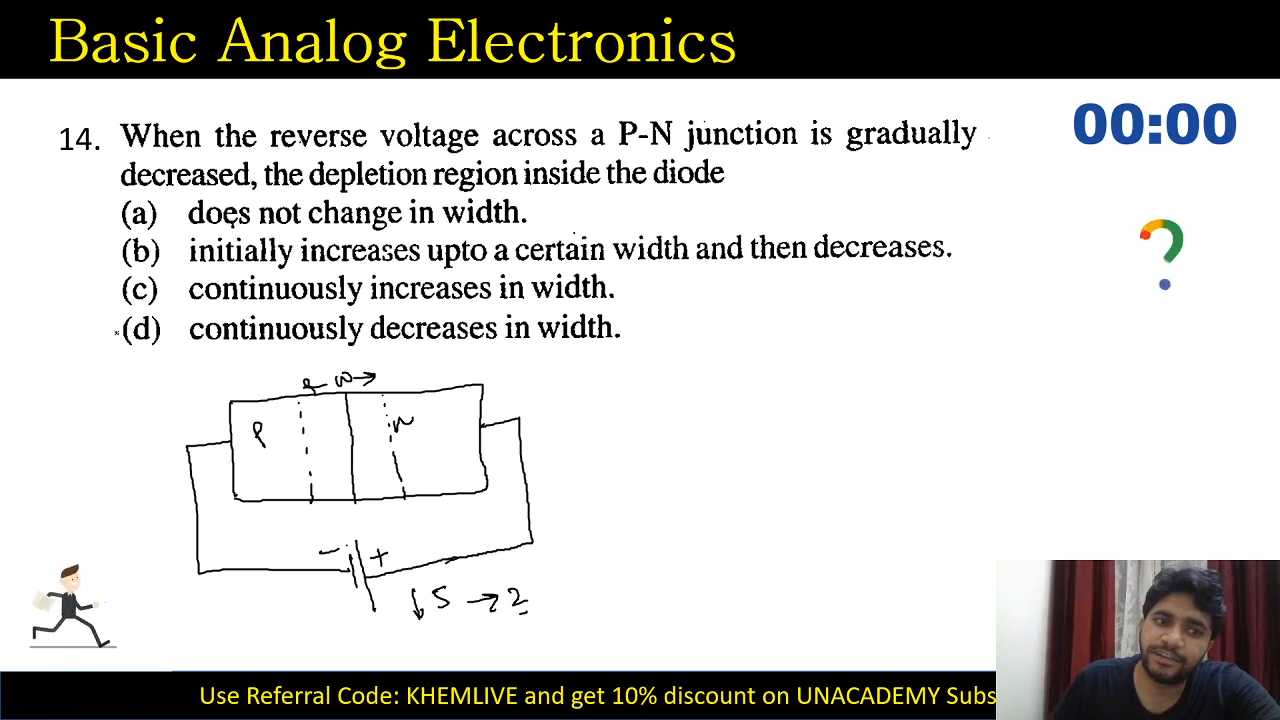 Basic Analog Electronics
00:00
14. When the reverse voltage across a P-N junction is gradually
decreased, the depletion region inside the diode
(a) does not change in width.
(b) initially increases upto a certain width and then decreases.
(c) continuously increases in width.
(d) continuously decreases in width.
?
← w →
P n
- +
↓ 5 → 2
Use Referral Code: KHEMLIVE and get 10% discount on UNACADEMY Subs